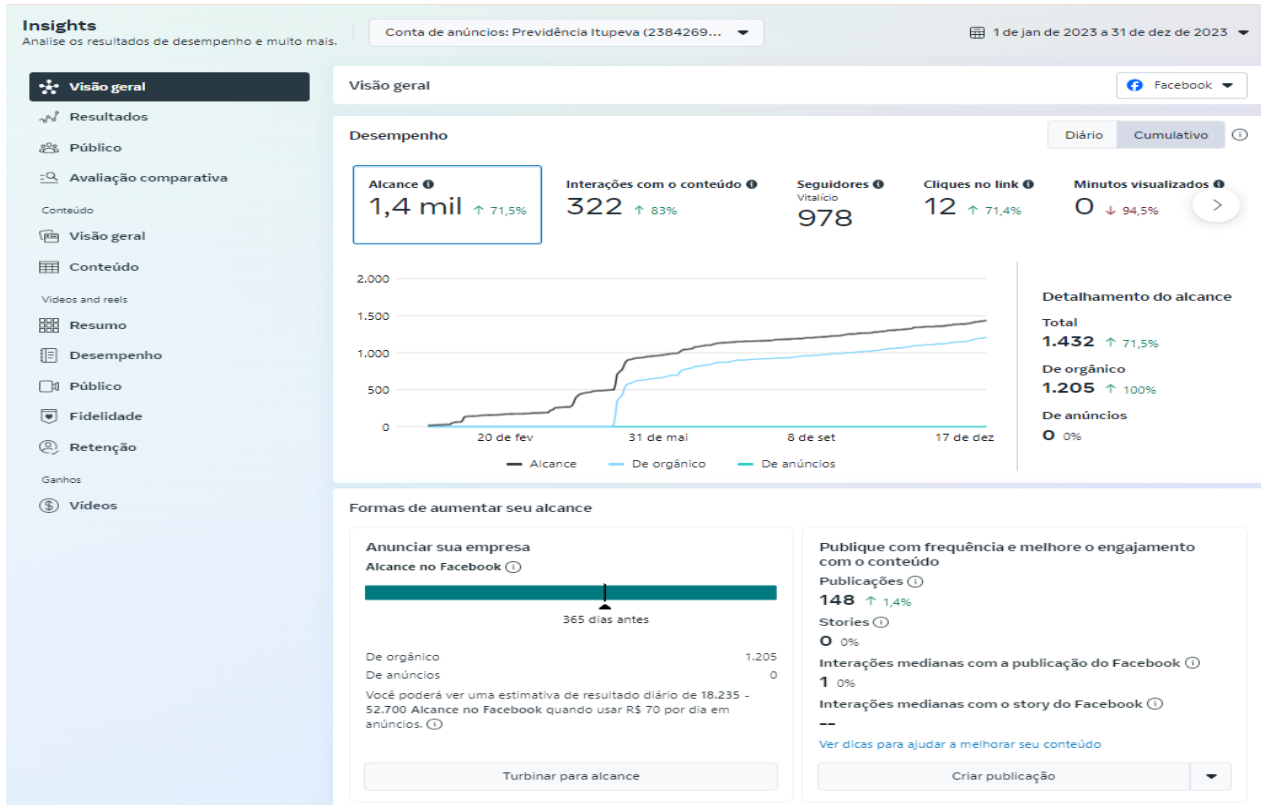 Insights
Analise os resultados de desempenho e muito mais.
Conta de anúncios: Previdência Itupeva (2384269...
1 de jan de 2023 a 31 de dez de 2023
Visão geral
Resultados
Público
Avaliação comparativa
Conteúdo
Visão geral
Conteúdo
Videos and reels
Resumo
Desempenho
Público
Fidelidade
Retenção
Ganhos
Vídeos
Visão geral
Facebook
Desempenho
Diário
Cumulativo
Alcance
1,4 mil ↑ 71,5%
Interações com o conteúdo
322 ↑ 83%
Seguidores
Vitalício
978
Cliques no link
12 ↑ 71,4%
Minutos visualizados
0 ↓ 94,5%
2.000
1.500
1.000
500
0
20 de fev
31 de mai
8 de set
17 de dez
Alcance
De orgânico
De anúncios
Detalhamento do alcance
Total
1.432 ↑ 71,5%
De orgânico
1.205 ↑ 100%
De anúncios
0 0%
Formas de aumentar seu alcance
Anunciar sua empresa
Alcance no Facebook
365 dias antes
De orgânico 1.205
De anúncios 0
Você poderá ver uma estimativa de resultado diário de 18.235 -
52.700 Alcance no Facebook quando usar R$ 70 por dia em
anúncios.
Turbinar para alcance
Publique com frequência e melhore o engajamento
com o conteúdo
Publicações
148 ↑ 1,4%
Stories
0 0%
Interações medianas com a publicação do Facebook
1 0%
Interações medianas com o story do Facebook
--
Ver dicas para ajudar a melhorar seu conteúdo
Criar publicação